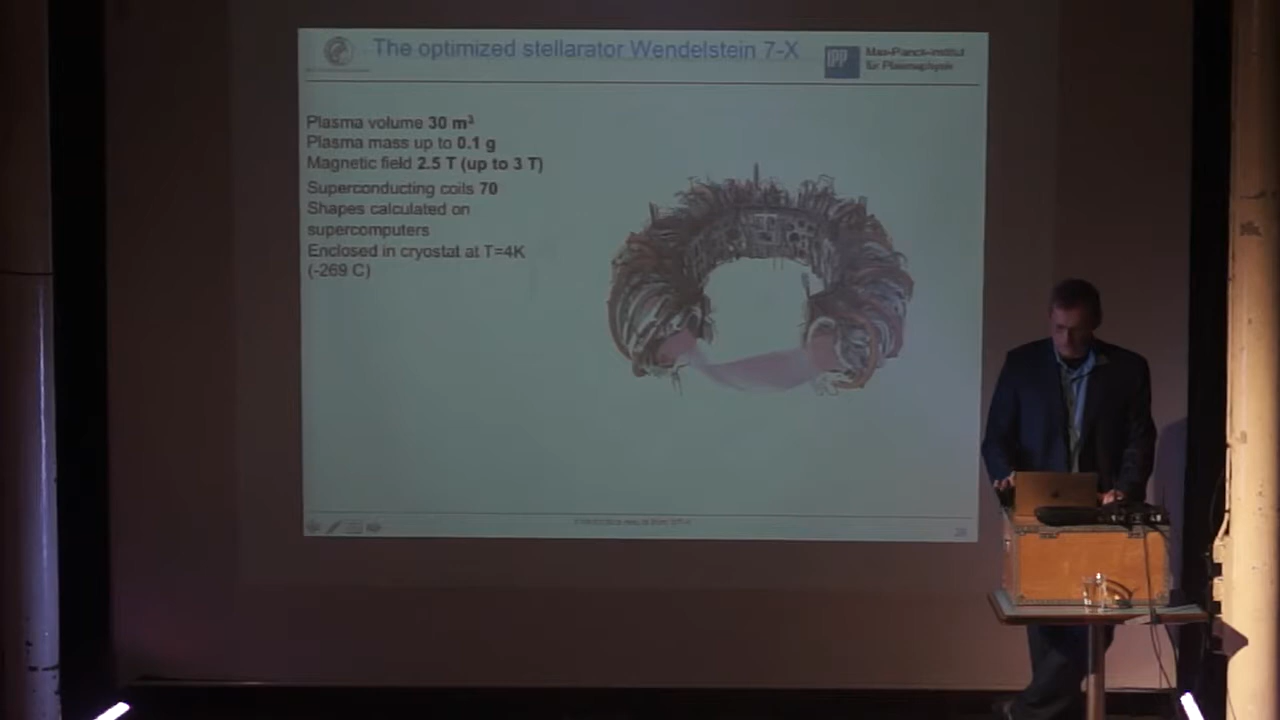 The optimized stellarator Wendelstein 7-X
IPP
Max-Planck-Institut
für Plasmaphysik
Plasma volume 30 m³
Plasma mass up to 0.1 g
Magnetic field 2.5 T (up to 3 T)
Superconducting coils 70
Shapes calculated on
supercomputers
Enclosed in cryostat at T=4K
(-269 C)